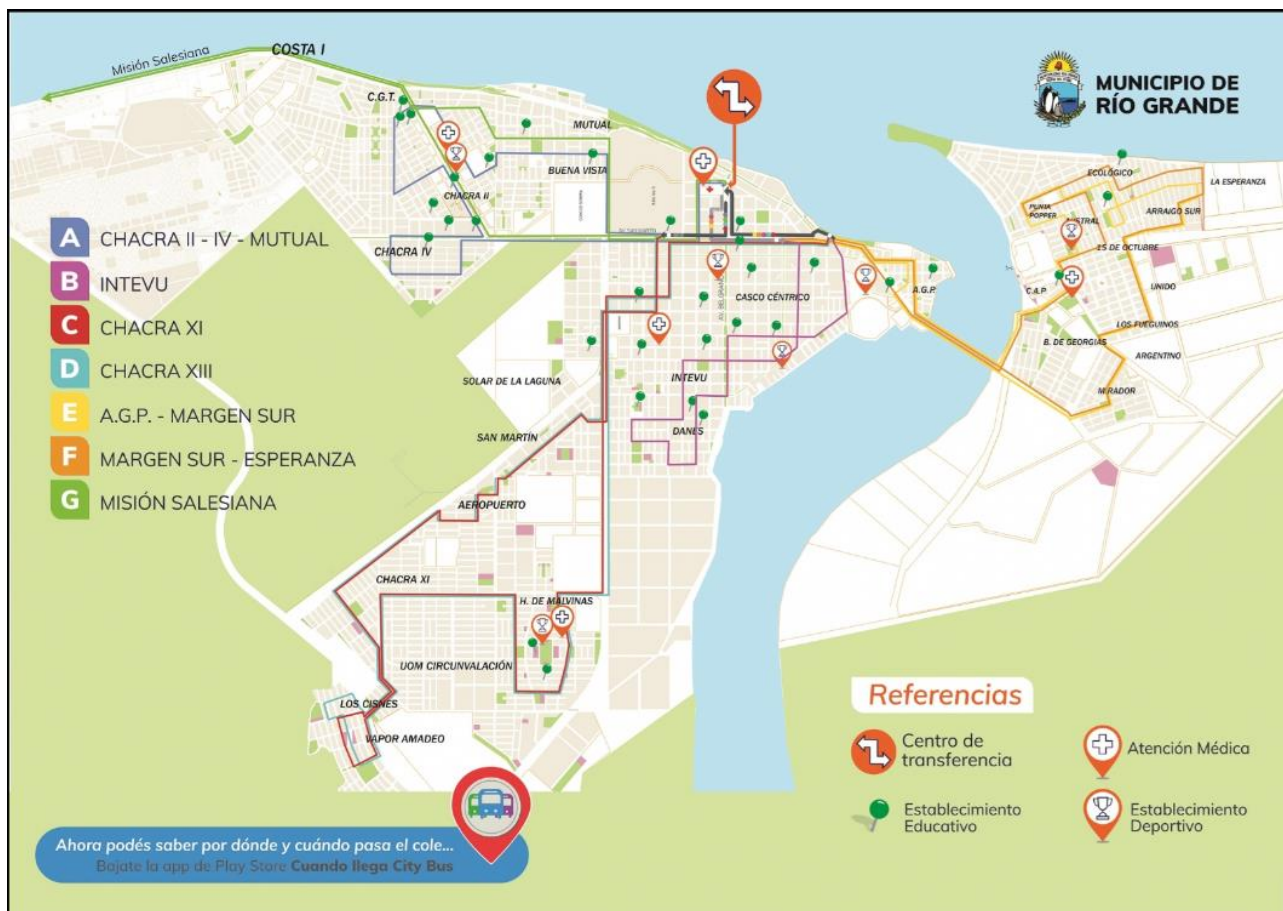 Misión Salesiana
COSTA I
C.G.T.
MUTUAL
BUENA VISTA
CHACRA II
CHACRA IV
MUNICIPIO DE
RÍO GRANDE
ECOLÓGICO
LA ESPERANZA
PUNTA
POPPER
AUSTRAL
ARRAIGO SUR
15 DE OCTUBRE
C.A.P.
UNIDO
LOS FUEGUINOS
B. DE GEORGIAS
ARGENTINO
MIRADOR
A.G.P.
CASCO CÉNTRICO
INTEVU
DANES
SOLAR DE LA LAGUNA
SAN MARTÍN
AEROPUERTO
CHACRA XI
H. DE MALVINAS
UOM CIRCUNVALACIÓN
LOS CISNES
VAPOR AMADEO
A CHACRA II - IV - MUTUAL
B INTEVU
C CHACRA XI
D CHACRA XIII
E A.G.P. - MARGEN SUR
F MARGEN SUR - ESPERANZA
G MISIÓN SALESIANA
Referencias
Centro de
transferencia
Atención Médica
Establecimiento
Educativo
Establecimiento
Deportivo
Ahora podés saber por dónde y cuándo pasa el cole...
Bajate la app de Play Store Cuando llega City Bus